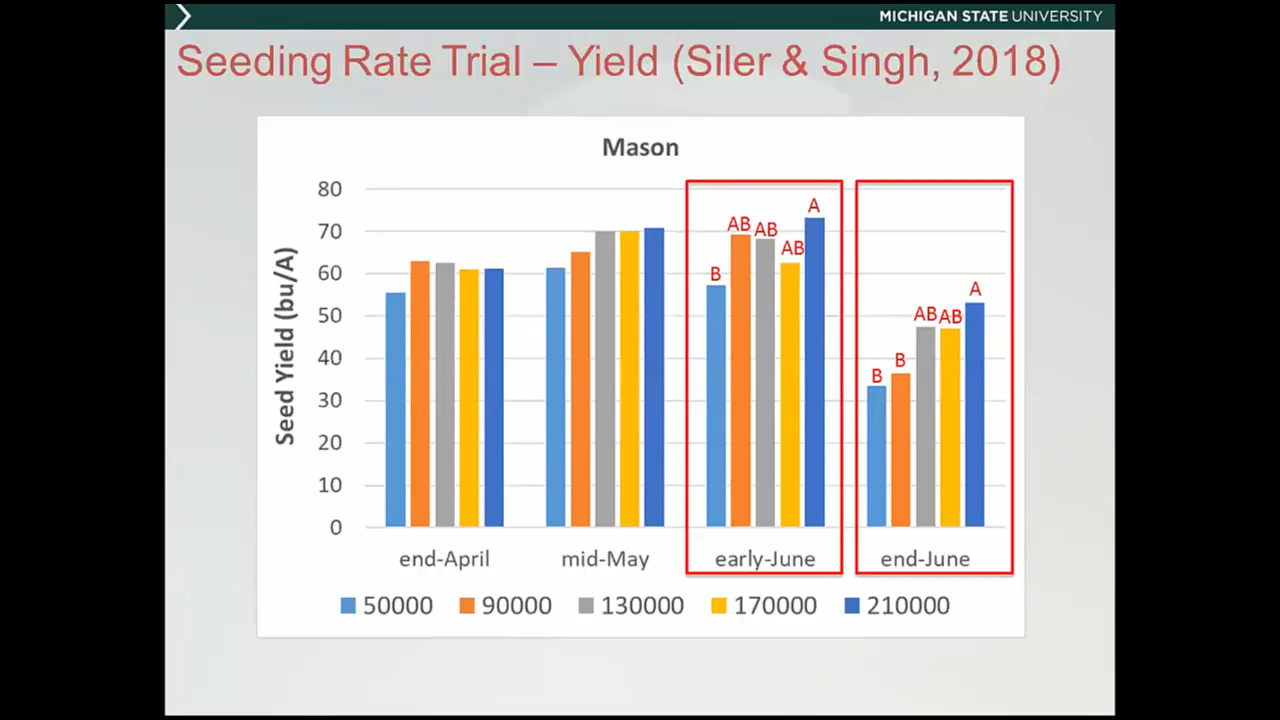 MICHIGAN STATE UNIVERSITY
Seeding Rate Trial – Yield (Siler & Singh, 2018)
Mason
Seed Yield (bu/A)
80
70
60
50
40
30
20
10
0
B AB AB AB A
B B AB AB A
end-April mid-May early-June end-June
50000 90000 130000 170000 210000